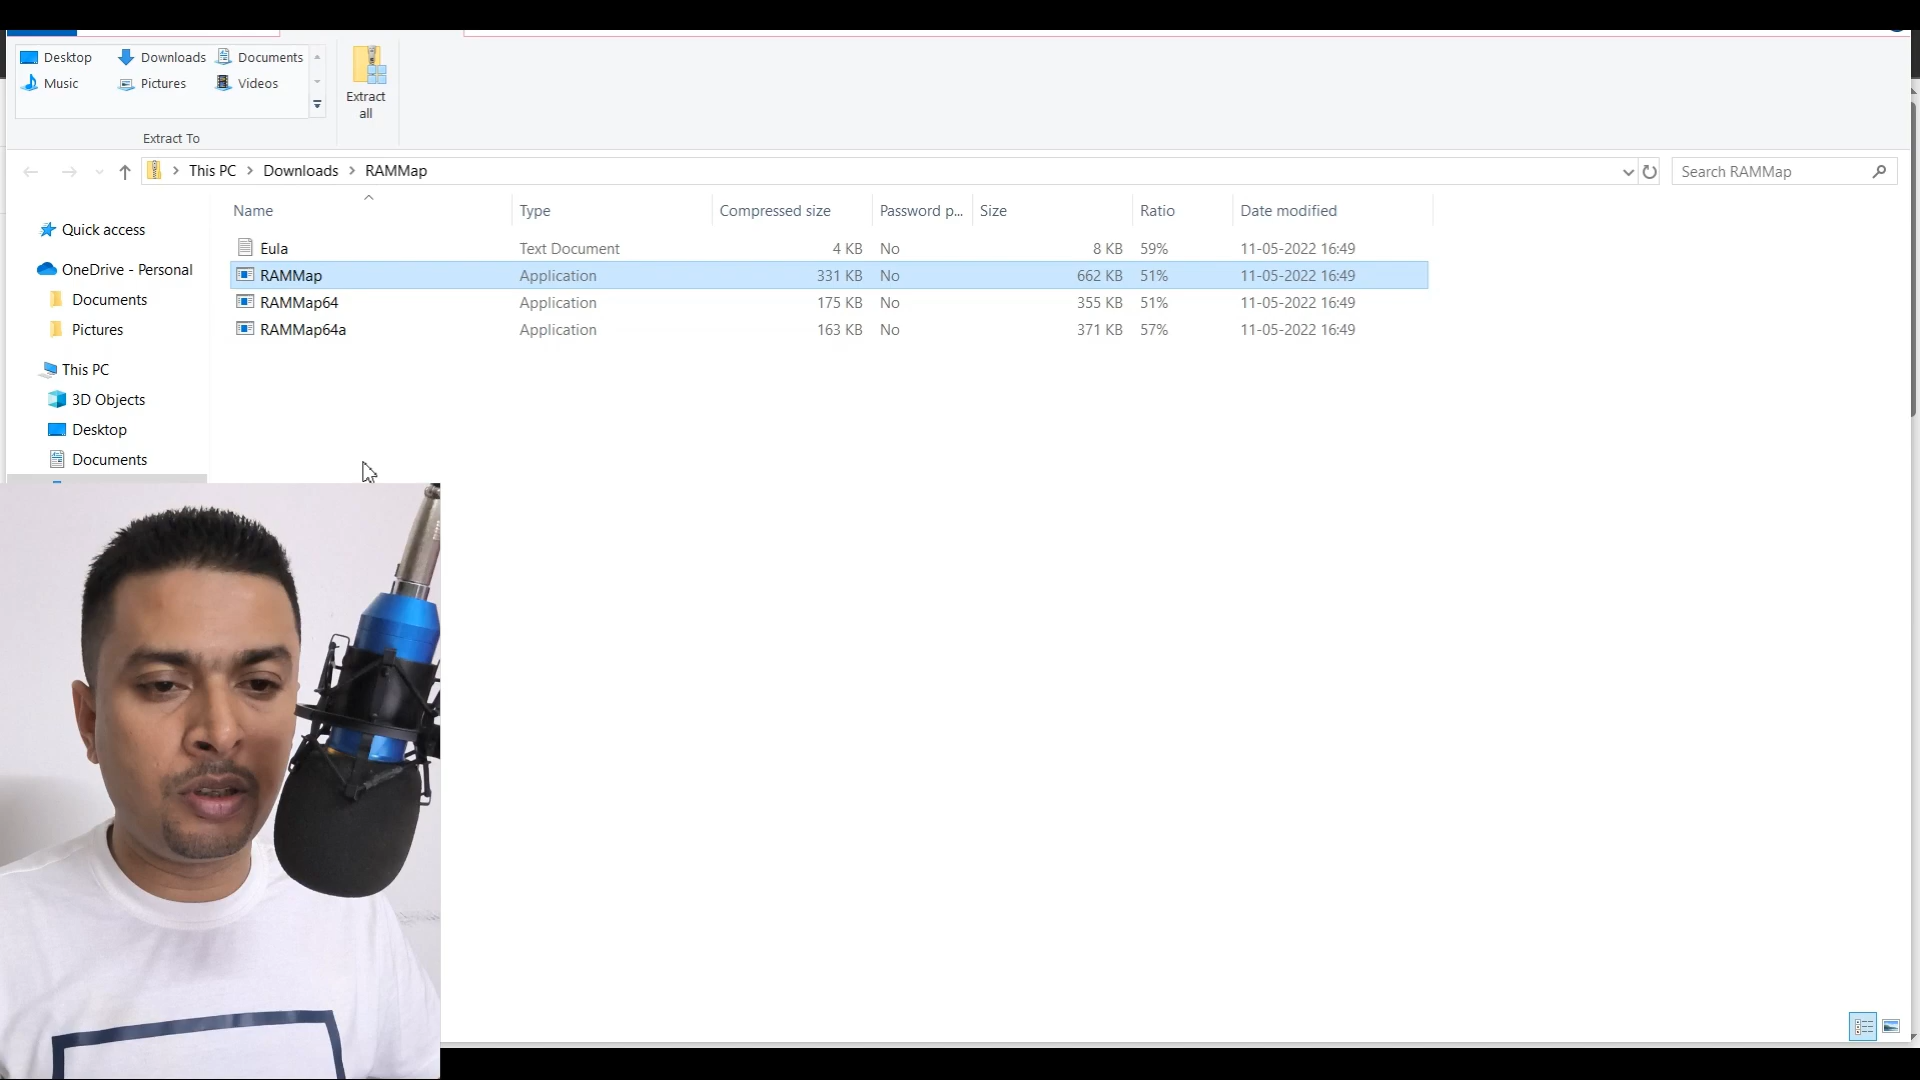 Desktop Downloads Documents
Music Pictures Videos
Extract all
Extract To
This PC > Downloads > RAMMap
Search RAMMap
Name Type Compressed size Password p... Size Ratio Date modified
Quick access
OneDrive - Personal
Documents
Pictures
This PC
3D Objects
Desktop
Documents
Eula Text Document 4 KB No 8 KB 59% 11-05-2022 16:49
RAMMap Application 331 KB No 662 KB 51% 11-05-2022 16:49
RAMMap64 Application 175 KB No 355 KB 51% 11-05-2022 16:49
RAMMap64a Application 163 KB No 371 KB 57% 11-05-2022 16:49